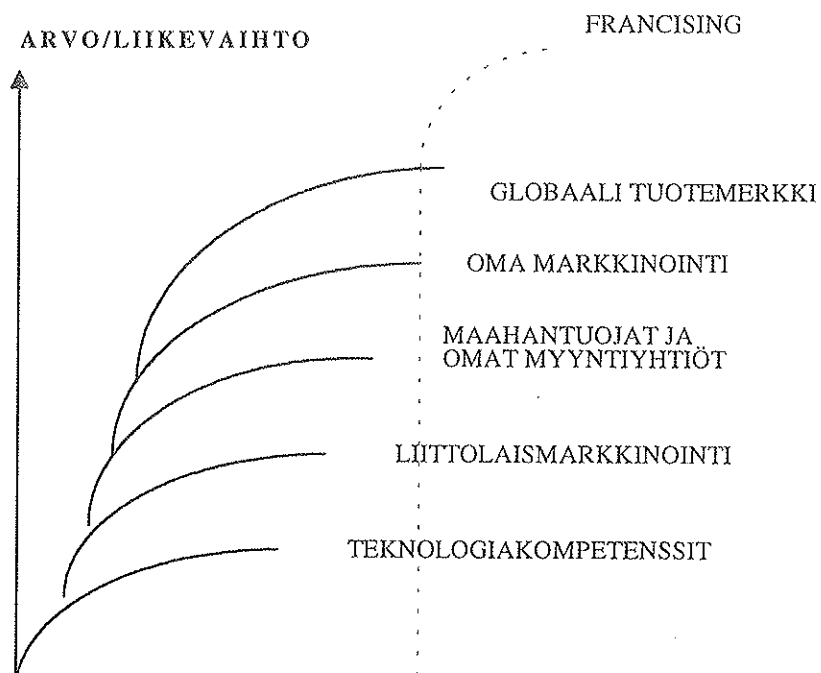 FRANCISING
ARVO/LIIKEVAIHTO
GLOBAALI TUOTEMERKKI
OMA MARKKINOINTI
MAAHANTUOJAT JA
OMAT MYYNTIYHTIÖT
LIITTOLAISMARKKINOINTI
TEKNOLOGIAKOMPETENSSIT